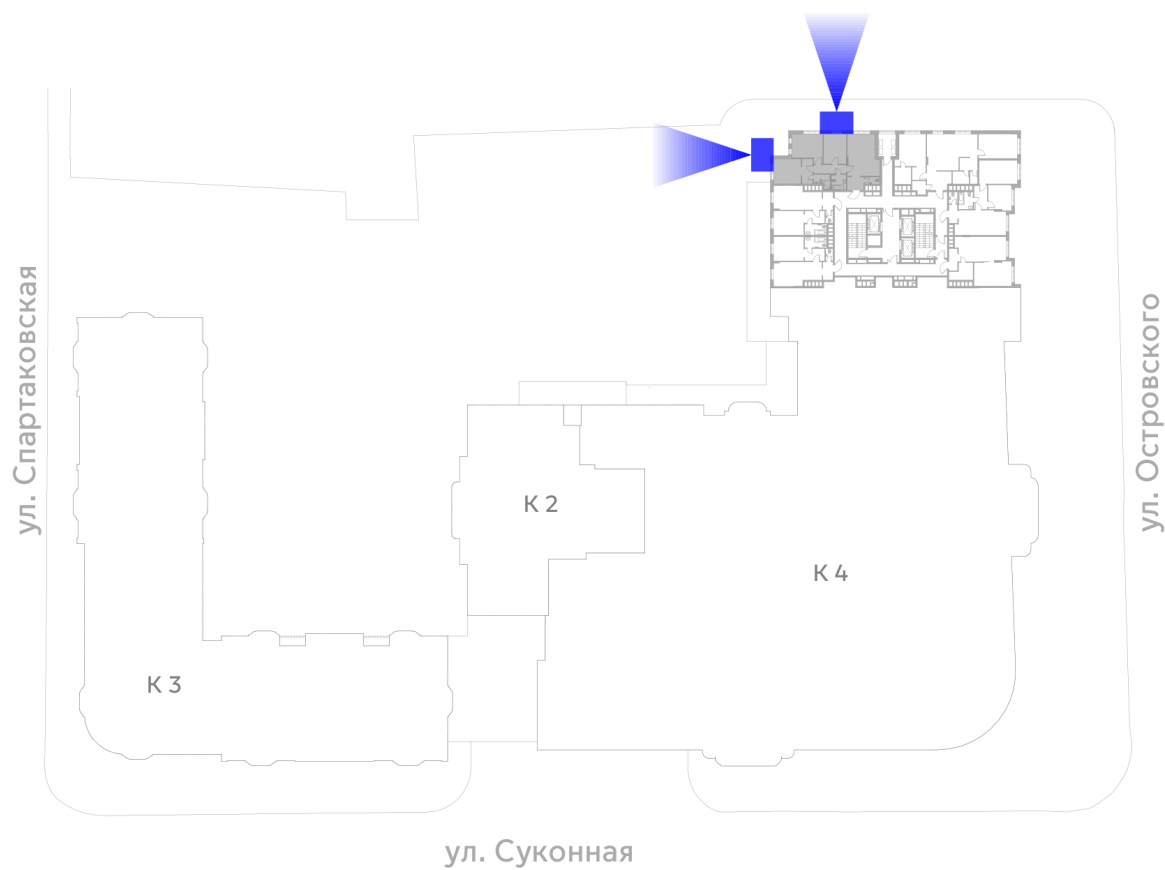 ул. Спартаковская
ул. Островского
К 2
К 4
К 3
ул. Суконная